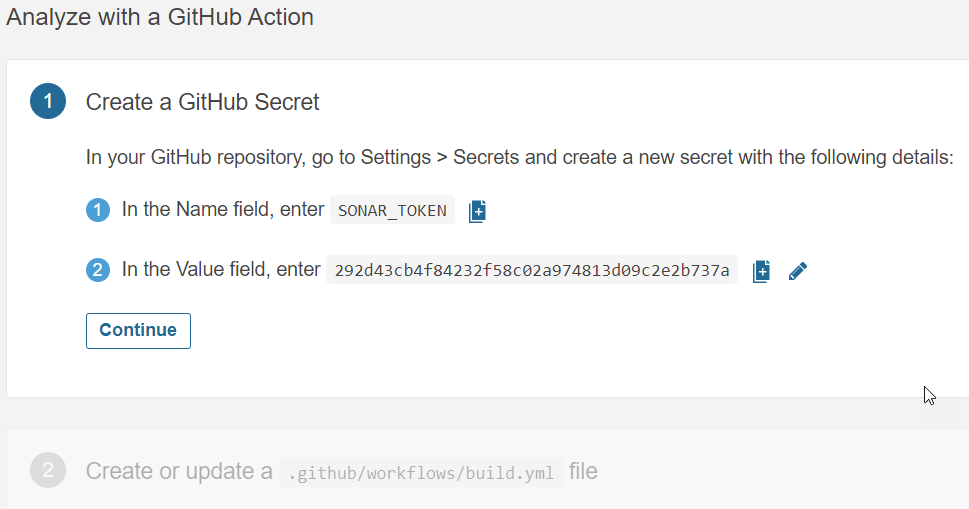 Analyze with a GitHub Action
1 Create a GitHub Secret
In your GitHub repository, go to Settings > Secrets and create a new secret with the following details:
1 In the Name field, enter SONAR_TOKEN
2 In the Value field, enter 292d43cb4f84232f58c02a974813d09c2e2b737a
Continue
2 Create or update a .github/workflows/build.yml file